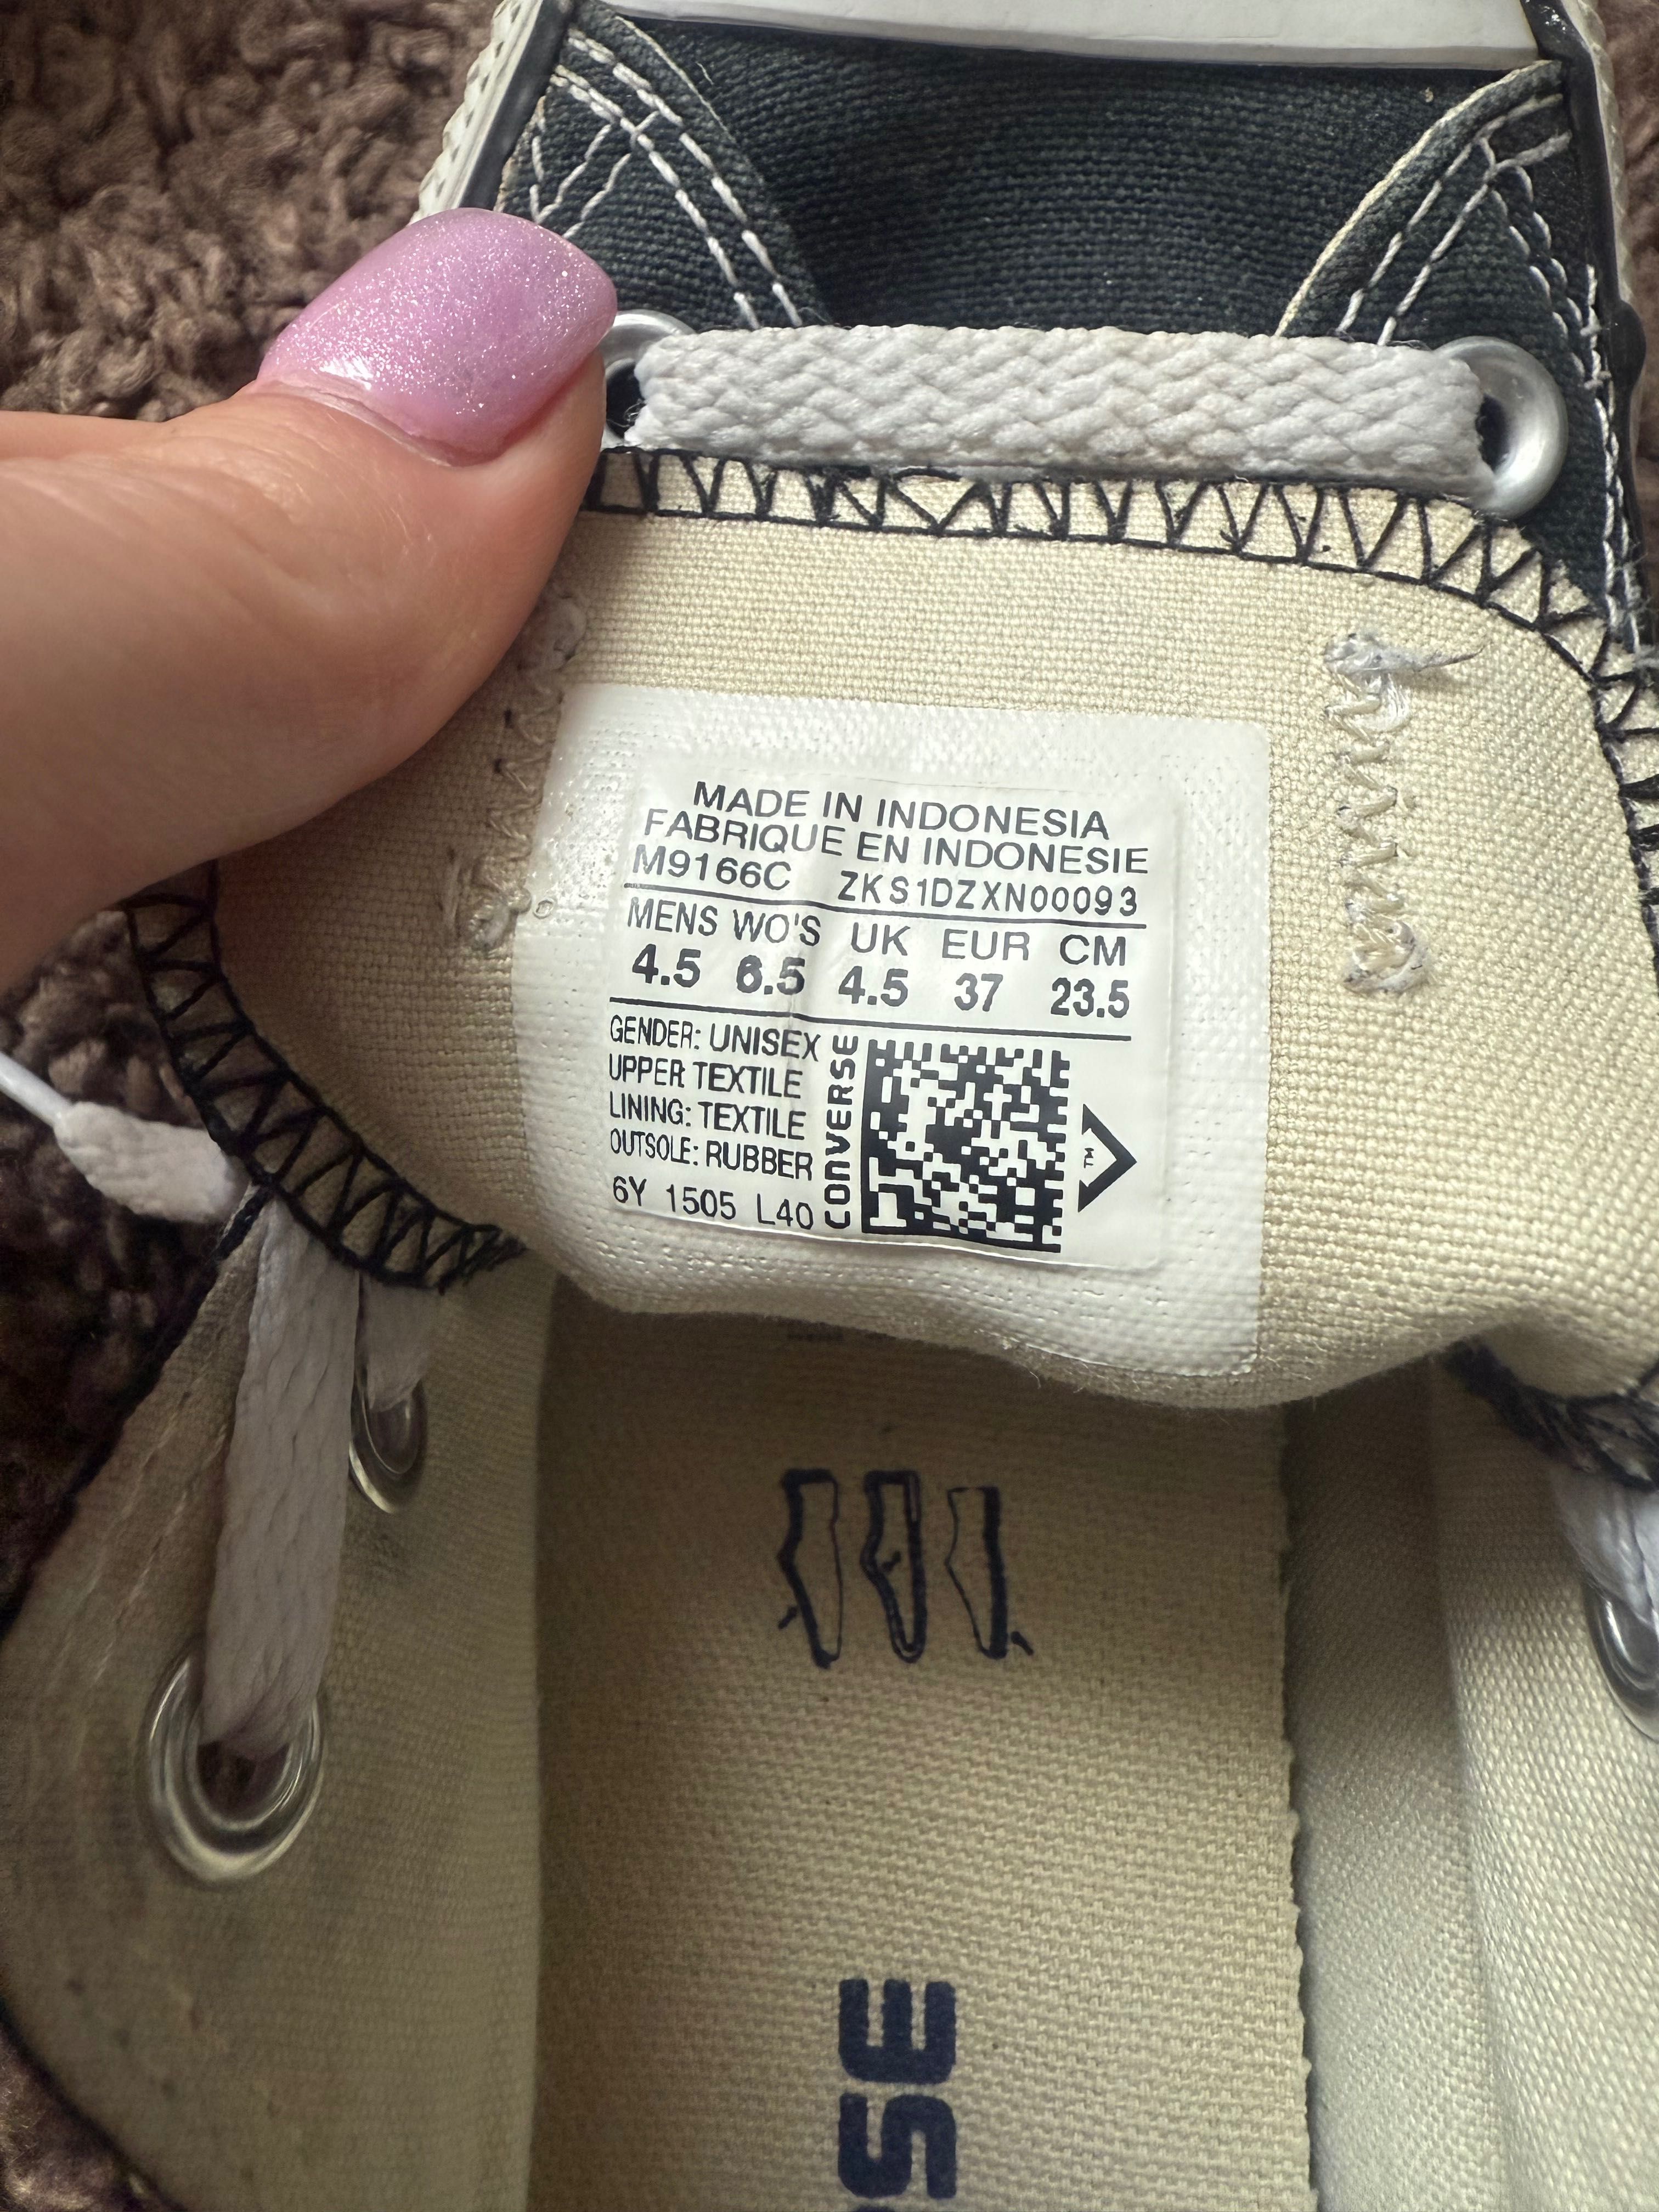 MADE IN INDONESIA
FABRIQUE EN INDONESIE
M9166C ZKS1DZXN00093
MENS WO'S UK EUR CM
4.5 6.5 4.5 37 23.5
GENDER: UNISEX
UPPER TEXTILE
LINING: TEXTILE
OUTSOLE: RUBBER
6Y 1505 L40
CONVERSE
TM
SE